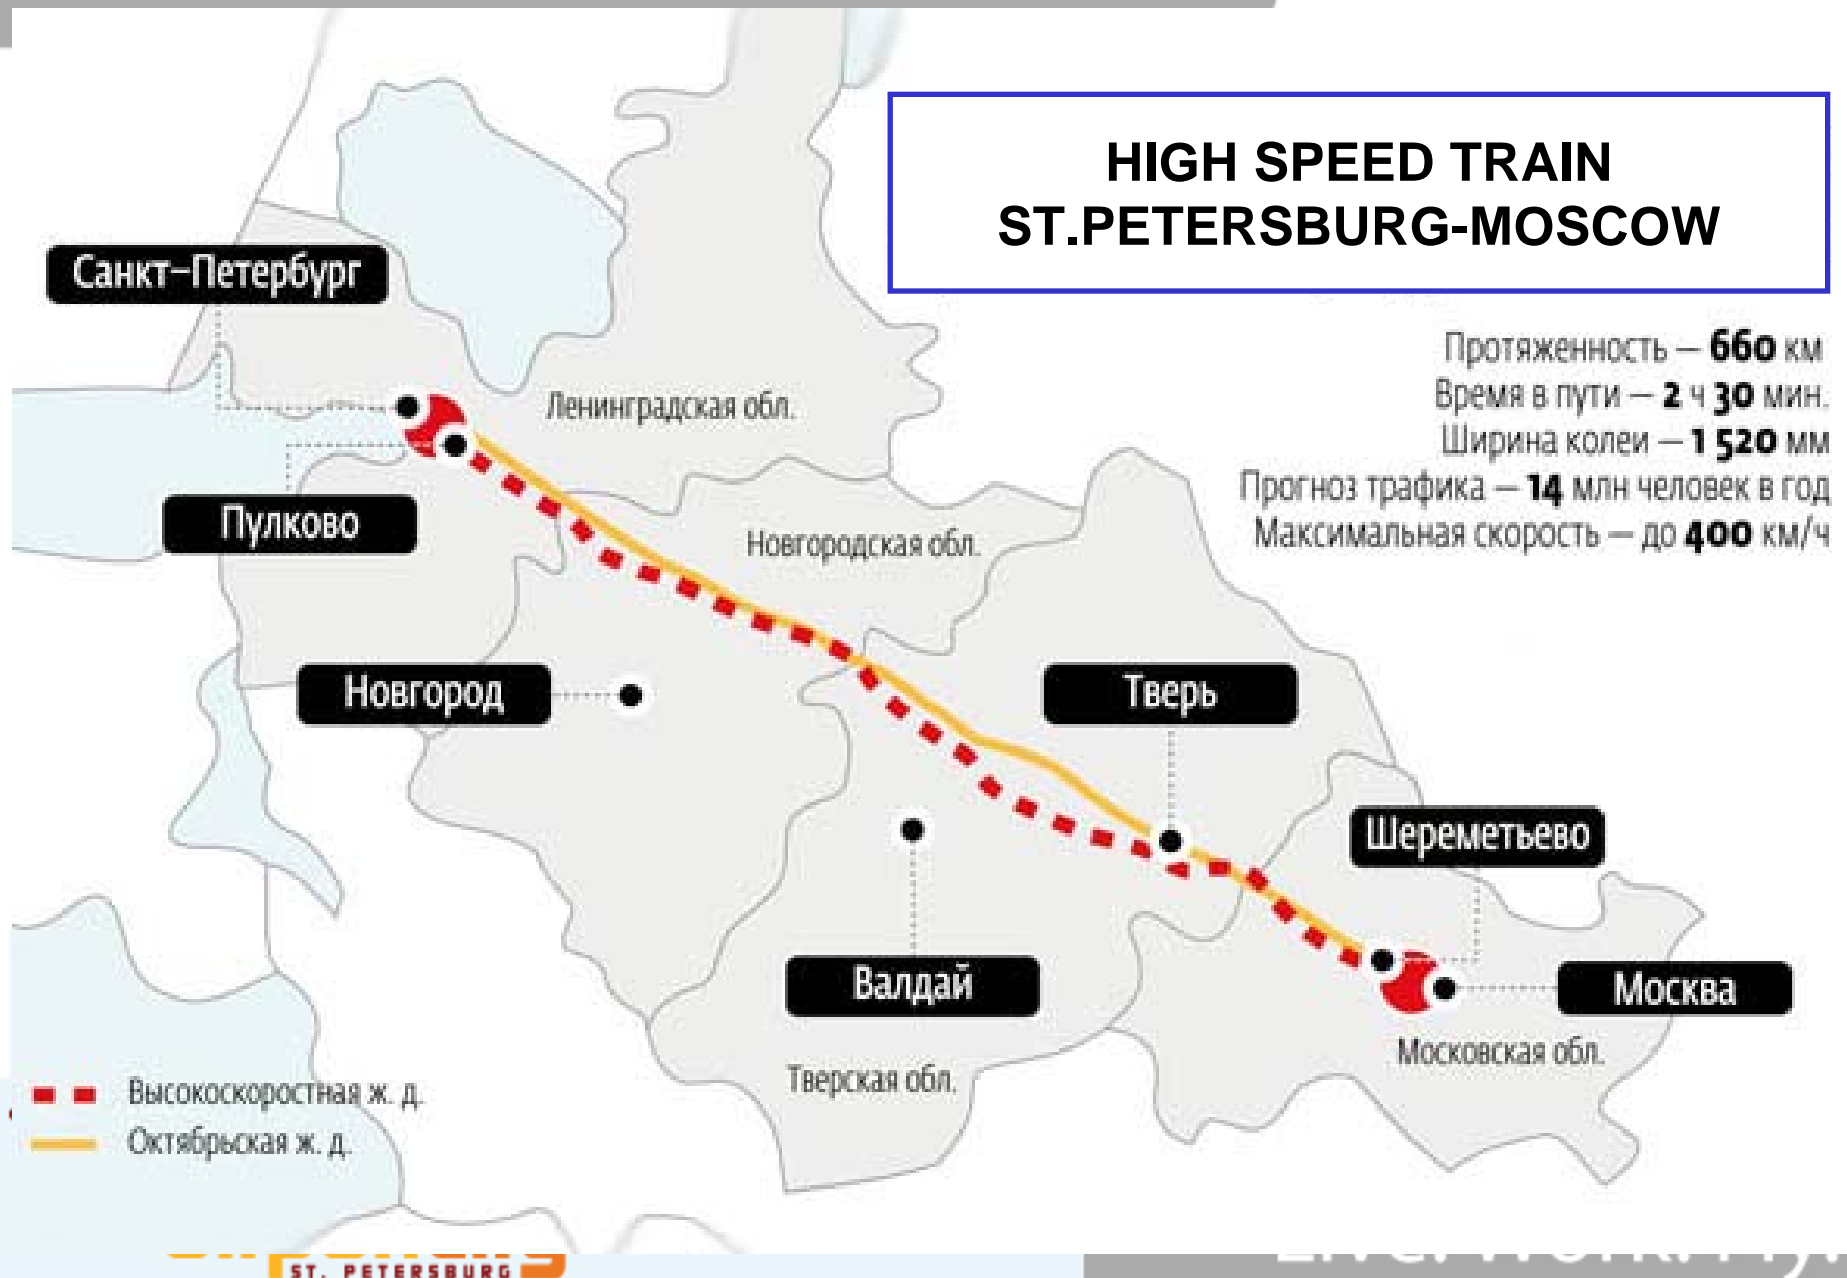 HIGH SPEED TRAIN
ST.PETERSBURG-MOSCOW
Санкт-Петербург
Протяженность — 660 км
Время в пути — 2 ч 30 мин.
Ширина колеи — 1 520 мм
Прогноз трафика — 14 млн человек в год
Максимальная скорость — до 400 км/ч
Ленинградская обл.
Пулково
Новгородская обл.
Новгород
Тверь
Шереметьево
Валдай
Москва
Московская обл.
Тверская обл.
Высокоскоростная ж. д.
Октябрьская ж. д.
ST. PETERSBURG